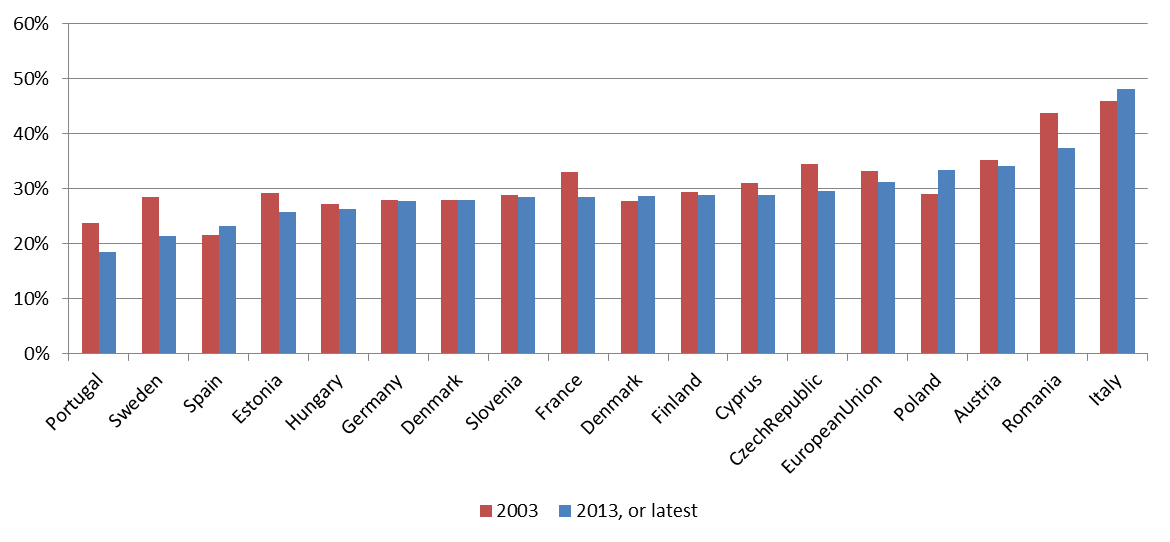 60%
50%
40%
30%
20%
10%
0%
Portugal
Sweden
Spain
Estonia
Hungary
Germany
Denmark
Slovenia
France
Denmark
Finland
Cyprus
CzechRepublic
EuropeanUnion
Poland
Austria
Romania
Italy
2003 2013, or latest